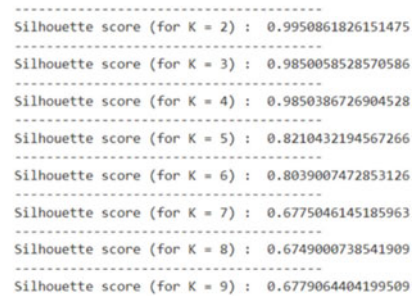 ----------------------------------------
Silhouette score (for K = 2) :  0.9950861826151475
----------------------------------------
Silhouette score (for K = 3) :  0.9850058528570586
----------------------------------------
Silhouette score (for K = 4) :  0.9850386726904528
----------------------------------------
Silhouette score (for K = 5) :  0.8210432194567266
----------------------------------------
Silhouette score (for K = 6) :  0.8039007472853126
----------------------------------------
Silhouette score (for K = 7) :  0.6775046145185963
----------------------------------------
Silhouette score (for K = 8) :  0.6749000738541909
----------------------------------------
Silhouette score (for K = 9) :  0.6779064404199509